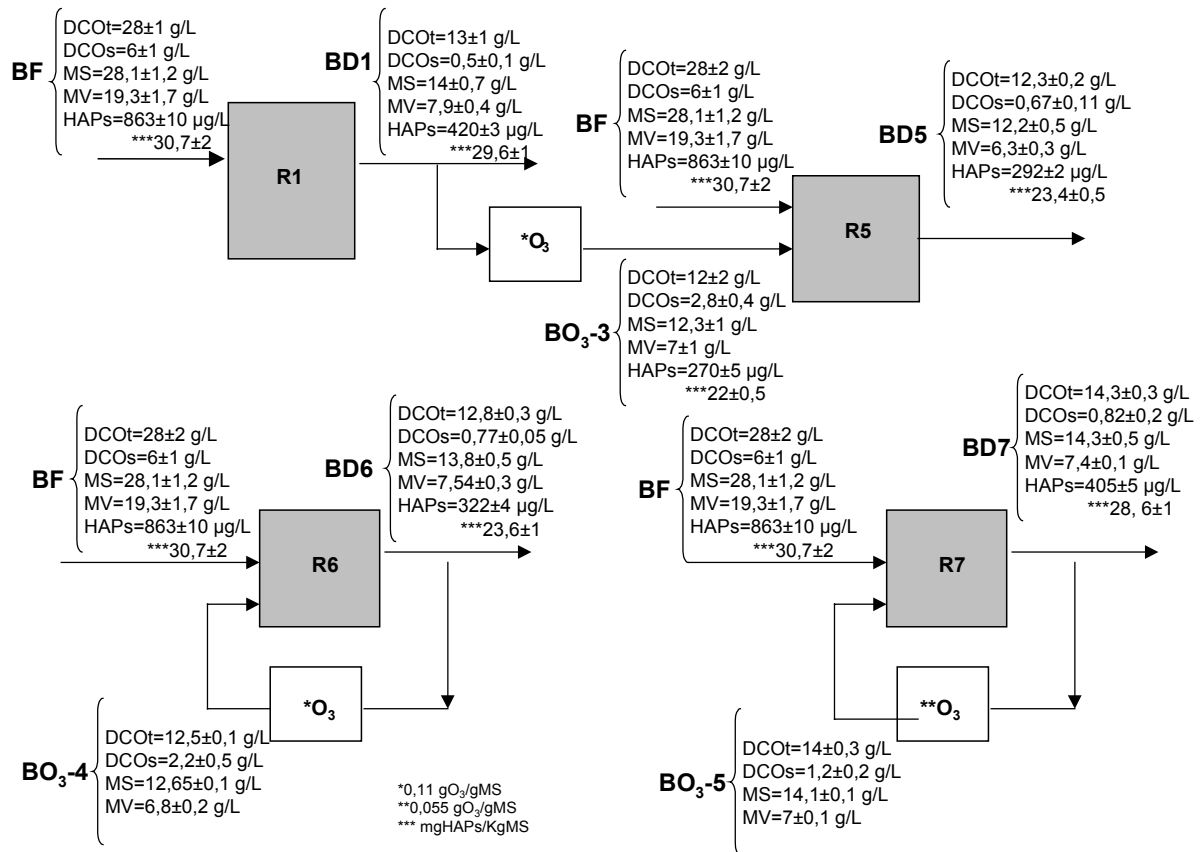 DCOt=28±1 g/L
DCOs=6±1 g/L
BF
MS=28,1±1,2 g/L
MV=19,3±1,7 g/L
HAPs=863±10 µg/L
***30,7±2
R1
DCOt=13±1 g/L
BD1
DCOs=0,5±0,1 g/L
MS=14±0,7 g/L
MV=7,9±0,4 g/L
HAPs=420±3 µg/L
***29,6±1
*O3
DCOt=28±2 g/L
DCOs=6±1 g/L
BF
MS=28,1±1,2 g/L
MV=19,3±1,7 g/L
HAPs=863±10 µg/L
***30,7±2
R5
DCOt=12,3±0,2 g/L
DCOs=0,67±0,11 g/L
BD5
MS=12,2±0,5 g/L
MV=6,3±0,3 g/L
HAPs=292±2 µg/L
***23,4±0,5
DCOt=12±2 g/L
DCOs=2,8±0,4 g/L
BO3-3
MS=12,3±1 g/L
MV=7±1 g/L
HAPs=270±5 µg/L
***22±0,5
DCOt=28±2 g/L
DCOs=6±1 g/L
BF
MS=28,1±1,2 g/L
MV=19,3±1,7 g/L
HAPs=863±10 µg/L
***30,7±2
R6
DCOt=12,8±0,3 g/L
DCOs=0,77±0,05 g/L
BD6
MS=13,8±0,5 g/L
MV=7,54±0,3 g/L
HAPs=322±4 µg/L
***23,6±1
*O3
DCOt=12,5±0,1 g/L
DCOs=2,2±0,5 g/L
BO3-4
MS=12,65±0,1 g/L
MV=6,8±0,2 g/L
*0,11 gO3/gMS
**0,055 gO3/gMS
*** mgHAPs/KgMS
DCOt=28±2 g/L
DCOs=6±1 g/L
BF
MS=28,1±1,2 g/L
MV=19,3±1,7 g/L
HAPs=863±10 µg/L
***30,7±2
R7
DCOt=14,3±0,3 g/L
DCOs=0,82±0,2 g/L
BD7
MS=14,3±0,5 g/L
MV=7,4±0,1 g/L
HAPs=405±5 µg/L
***28, 6±1
**O3
DCOt=14±0,3 g/L
DCOs=1,2±0,2 g/L
BO3-5
MS=14,1±0,1 g/L
MV=7±0,1 g/L